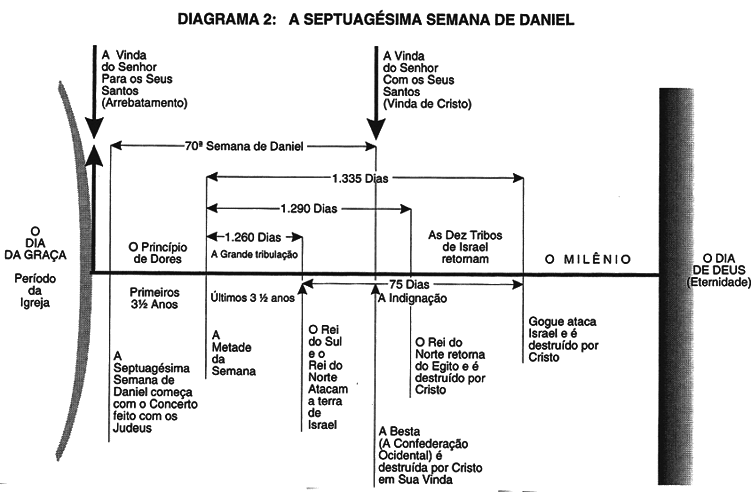 DIAGRAMA 2: A SEPTUAGÉSIMA SEMANA DE DANIEL
A Vinda
do Senhor
Para os Seus
Santos
(Arrebatamento)
A Vinda
do Senhor
Com os Seus
Santos
(Vinda de Cristo)
70ª Semana de Daniel
1.335 Dias
1.290 Dias
1.260 Dias
A Grande tribulação
O
DIA
DA GRAÇA
Período
da
Igreja
O Princípio
de Dores
As Dez Tribos
de Israel
retornam
O MILÊNIO
O DIA
DE DEUS
(Eternidade)
Primeiros
3½ Anos
Últimos 3 ½ anos
75 Dias
A Indignação
A
Septuagésima
Semana de
Daniel começa
com o Concerto
feito com os
Judeus
A
Metade
da
Semana
O Rei
do Sul
e o
Rei do
Norte
Atacam
a terra
de
Israel
A Besta
(A Confederação
Ocidental) é
destruída por Cristo
em Sua Vinda
O Rei do
Norte retorna
do Egito e é
destruído por
Cristo
Gogue ataca
Israel e é
destruído por
Cristo